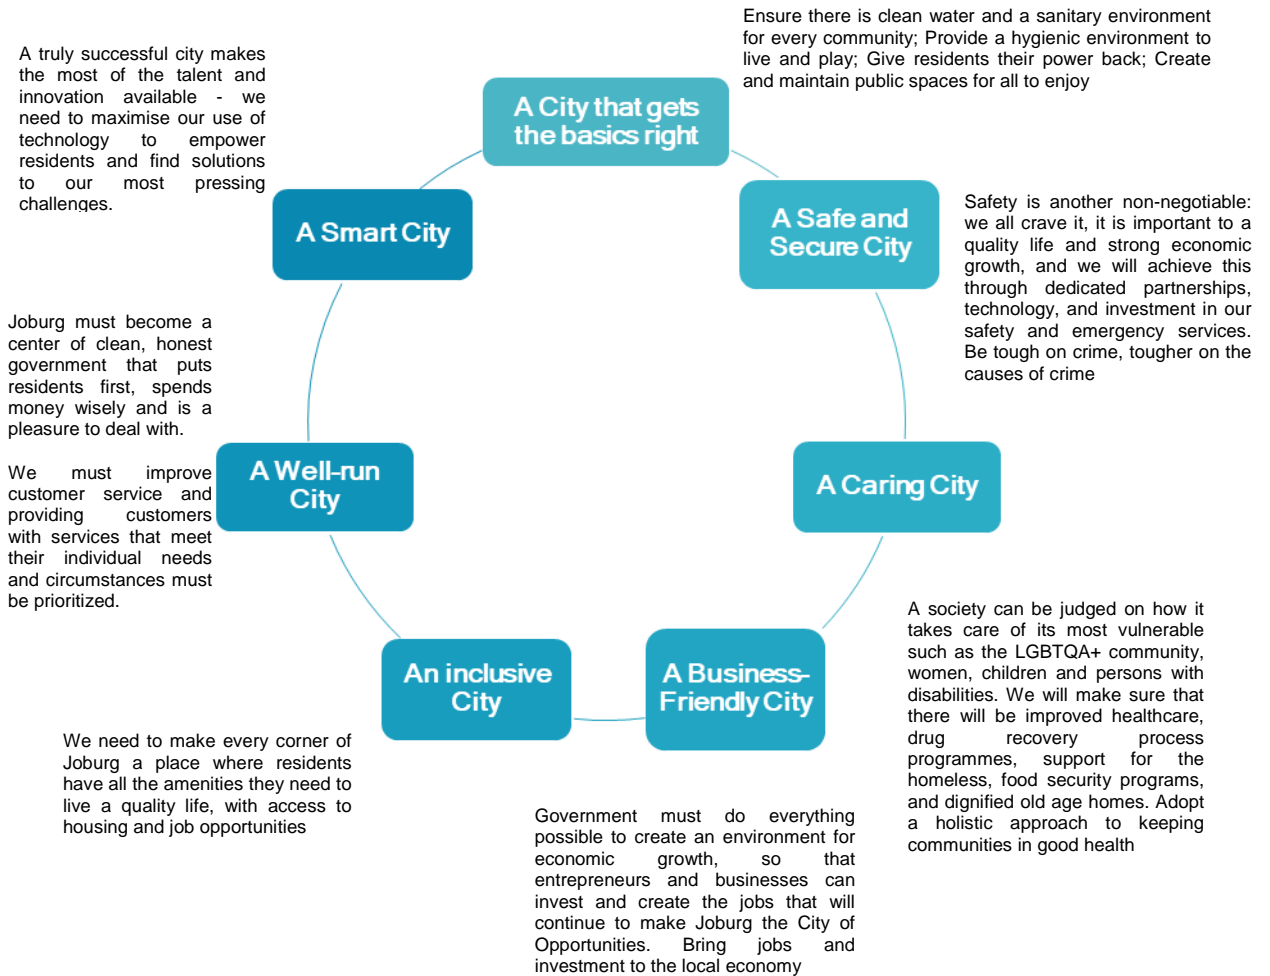 A City that gets
the basics right
Ensure there is clean water and a sanitary environment
for every community; Provide a hygienic environment to
live and play; Give residents their power back; Create
and maintain public spaces for all to enjoy
A Safe and
Secure City
Safety is another non-negotiable:
we all crave it, it is important to a
quality life and strong economic
growth, and we will achieve this
through dedicated partnerships,
technology, and investment in our
safety and emergency services.
Be tough on crime, tougher on the
causes of crime
A Caring City
A society can be judged on how it
takes care of its most vulnerable
such as the LGBTQA+ community,
women, children and persons with
disabilities. We will make sure that
there will be improved healthcare,
drug recovery process
programmes, support for the
homeless, food security programs,
and dignified old age homes. Adopt
a holistic approach to keeping
communities in good health
A Business-
Friendly City
Government must do everything
possible to create an environment for
economic growth, so that
entrepreneurs and businesses can
invest and create the jobs that will
continue to make Joburg the City of
Opportunities. Bring jobs and
investment to the local economy
An inclusive
City
We need to make every corner of
Joburg a place where residents
have all the amenities they need to
live a quality life, with access to
housing and job opportunities
A Well-run
City
Joburg must become a
center of clean, honest
government that puts
residents first, spends
money wisely and is a
pleasure to deal with.
We must improve
customer service and
providing customers
with services that meet
their individual needs
and circumstances must
be prioritized.
A Smart City
A truly successful city makes
the most of the talent and
innovation available - we
need to maximise our use of
technology to empower
residents and find solutions
to our most pressing
challenges.